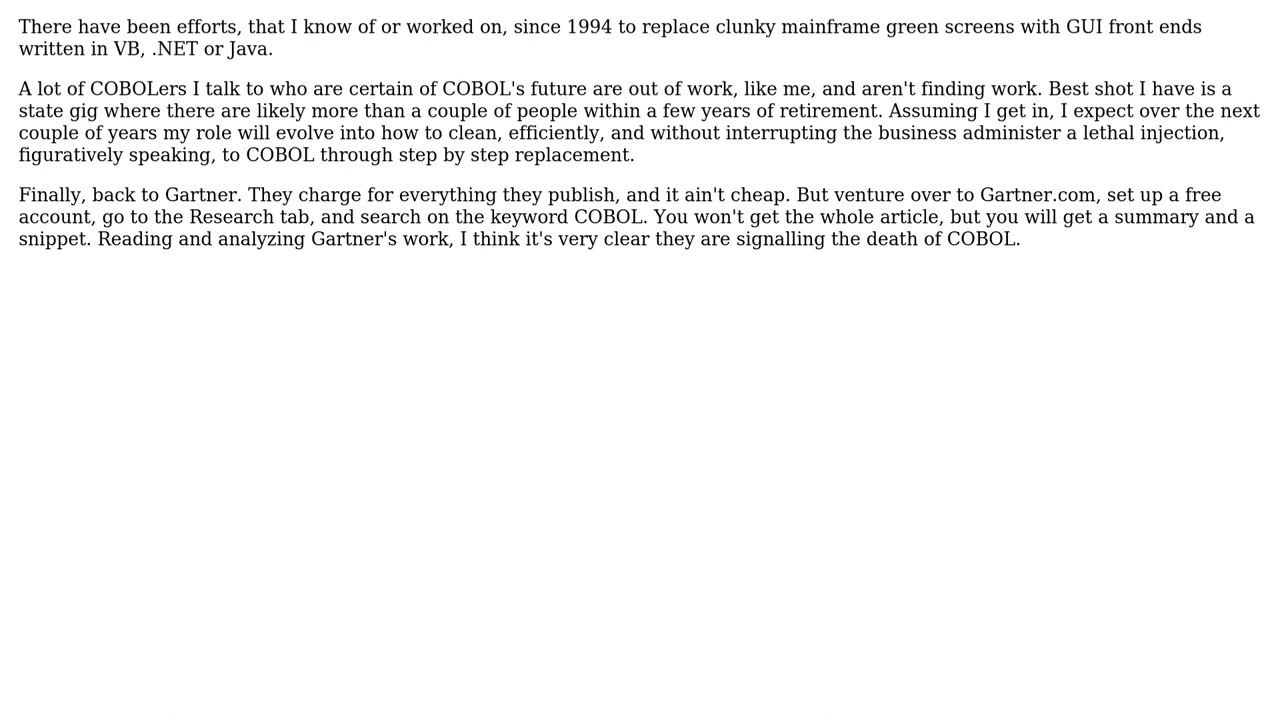 There have been efforts, that I know of or worked on, since 1994 to replace clunky mainframe green screens with GUI front ends
written in VB, .NET or Java.
A lot of COBOLers I talk to who are certain of COBOL's future are out of work, like me, and aren't finding work. Best shot I have is a
state gig where there are likely more than a couple of people within a few years of retirement. Assuming I get in, I expect over the next
couple of years my role will evolve into how to clean, efficiently, and without interrupting the business administer a lethal injection,
figuratively speaking, to COBOL through step by step replacement.
Finally, back to Gartner. They charge for everything they publish, and it ain't cheap. But venture over to Gartner.com, set up a free
account, go to the Research tab, and search on the keyword COBOL. You won't get the whole article, but you will get a summary and a
snippet. Reading and analyzing Gartner's work, I think it's very clear they are signalling the death of COBOL.